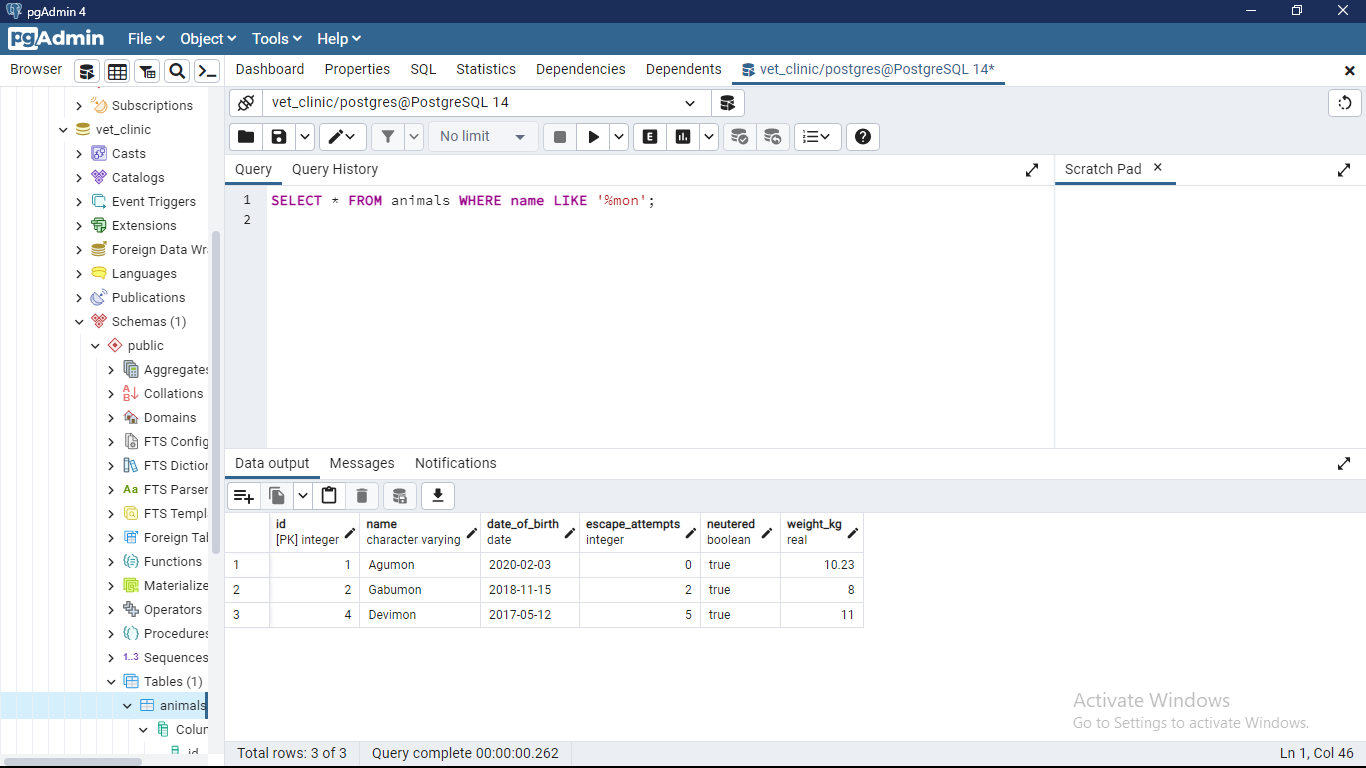 pgAdmin 4
pgAdmin File Object Tools Help
Browser Dashboard Properties SQL Statistics Dependencies Dependents vet_clinic/postgres@PostgreSQL 14*
Subscriptions
vet_clinic
Casts
Catalogs
Event Triggers
Extensions
Foreign Data Wr
Languages
Publications
Schemas (1)
public
Aggregates
Collations
Domains
FTS Config
FTS Diction
FTS Parser
FTS Templ
Foreign Tal
Functions
Materialize
Operators
Procedures
Sequences
Tables (1)
animals
Colum
id
vet_clinic/postgres@PostgreSQL 14
No limit
Query Query History
Scratch Pad
1 SELECT * FROM animals WHERE name LIKE '%mon';
2
Data output Messages Notifications
id name date_of_birth escape_attempts neutered weight_kg
[PK] integer character varying date integer boolean real
1 1 Agumon 2020-02-03 0 true 10.23
2 2 Gabumon 2018-11-15 2 true 8
3 4 Devimon 2017-05-12 5 true 11
Activate Windows
Go to Settings to activate Windows.
Total rows: 3 of 3 Query complete 00:00:00.262 Ln 1, Col 46